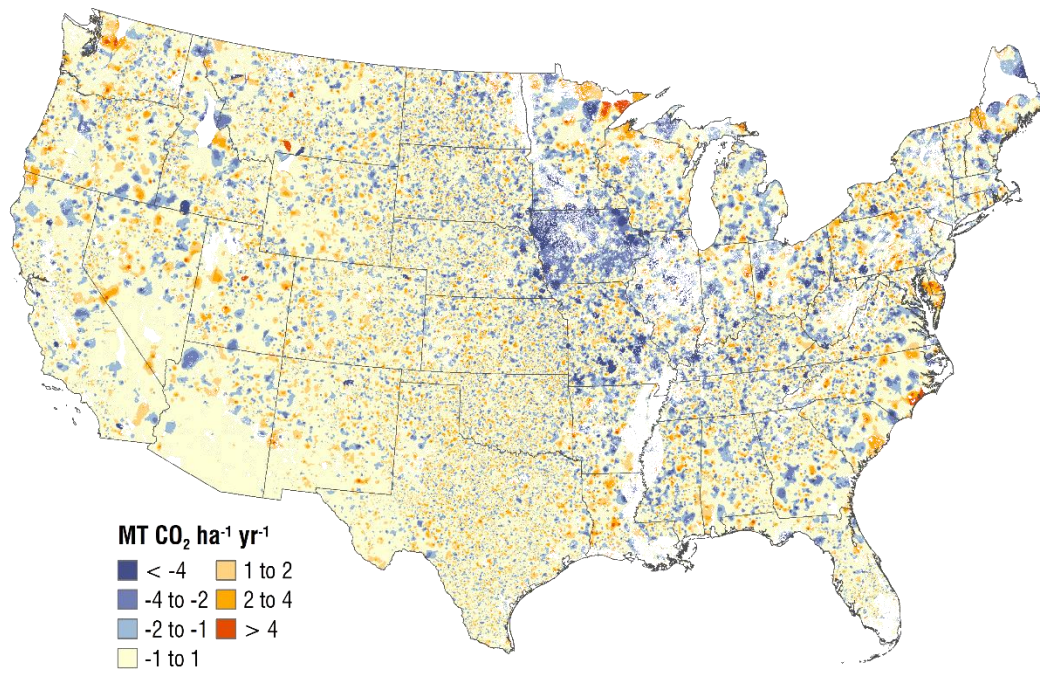 MT CO₂ ha⁻¹ yr⁻¹
< -4
1 to 2
-4 to -2
2 to 4
-2 to -1
> 4
-1 to 1